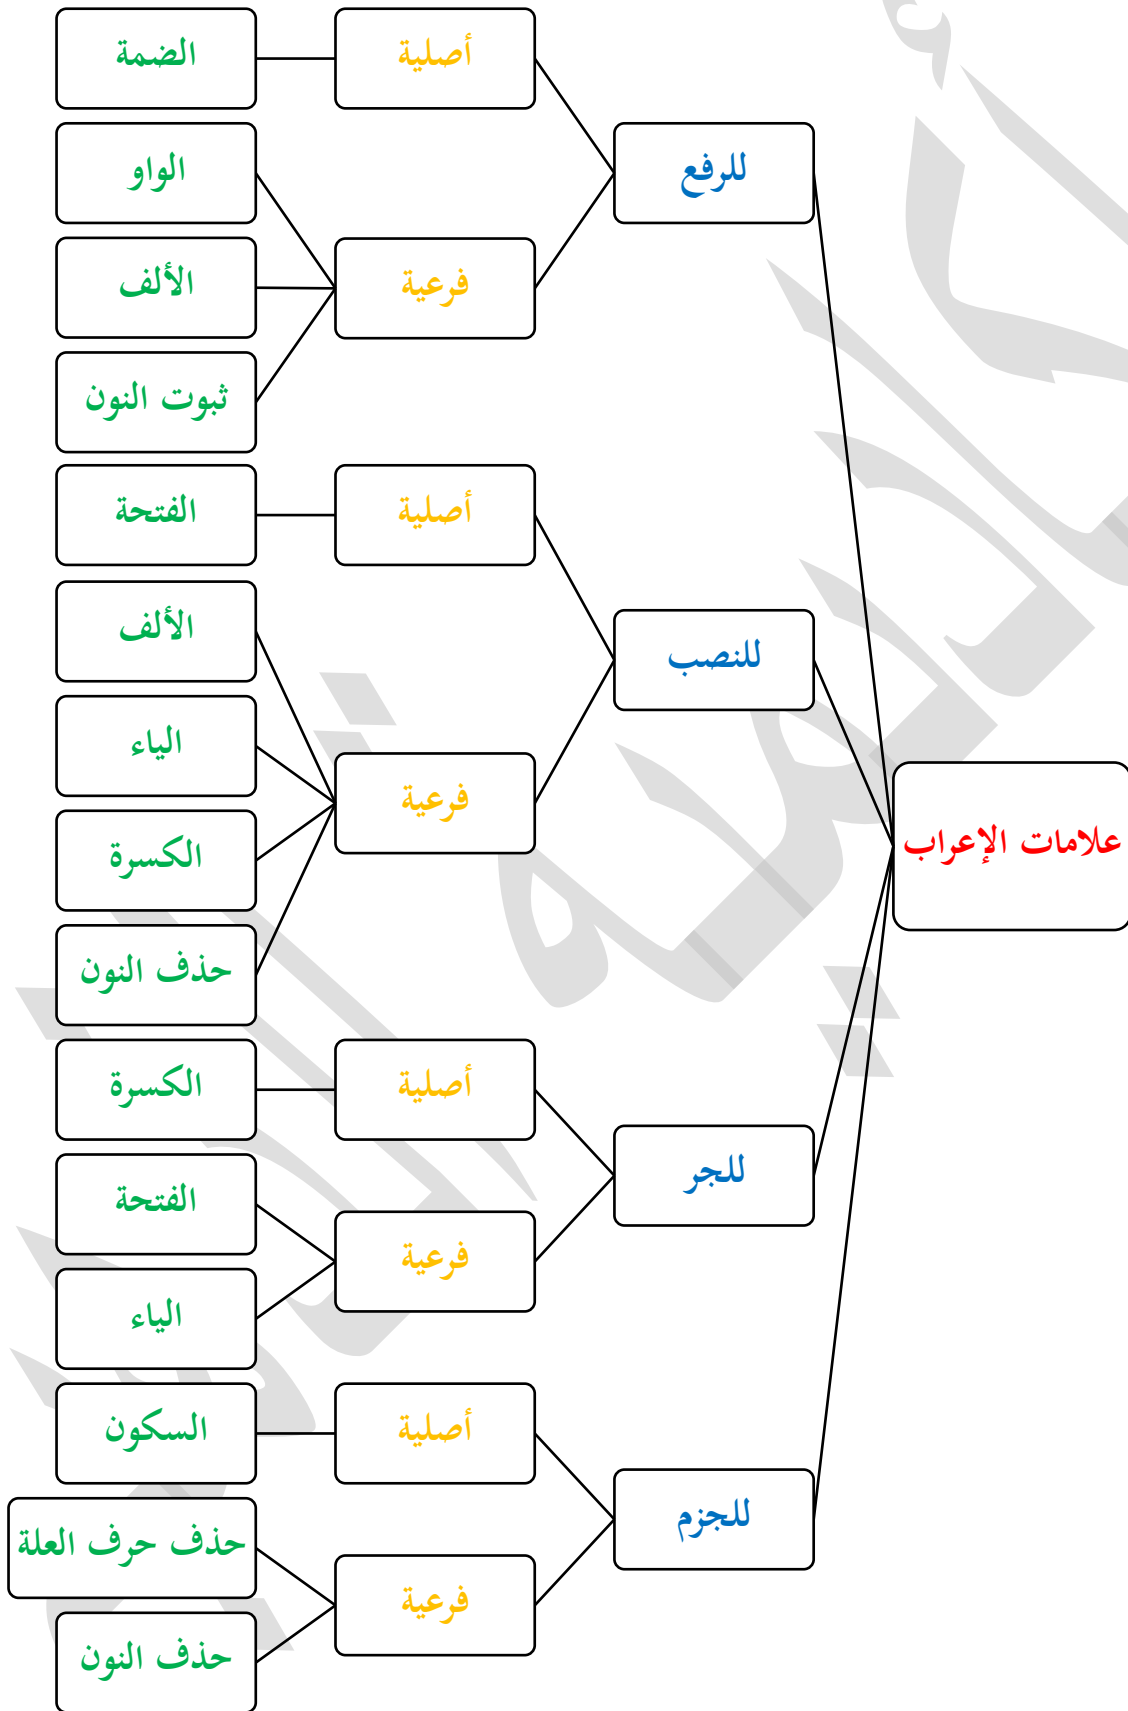 علامات الإعراب
للرفع
أصلية
الضمة
فرعية
الواو
الألف
ثبوت النون
للنصب
أصلية
الفتحة
فرعية
الألف
الياء
الكسرة
حذف النون
للجر
أصلية
الكسرة
فرعية
الفتحة
الياء
للجزم
أصلية
السكون
فرعية
حذف حرف العلة
حذف النون